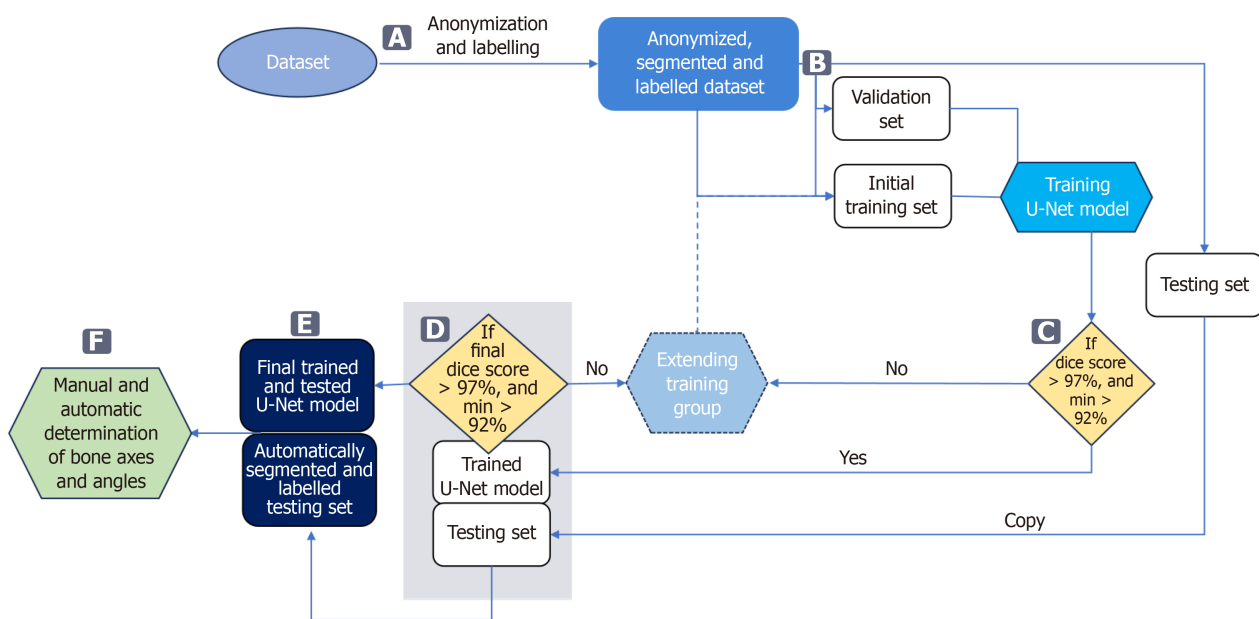 A
Anonymization
and labelling
Dataset
Anonymized,
segmented and
labelled dataset
B
Validation
set
Initial
training set
Training
U-Net model
Testing set
C
If
dice score
> 97%, and
min >
92%
No
Yes
Copy
Extending
training
group
No
D
If
final
dice score
> 97%, and
min >
92%
Trained
U-Net model
Testing set
E
Final trained
and tested
U-Net model
Automatically
segmented and
labelled
testing set
F
Manual and
automatic
determination
of bone axes
and angles